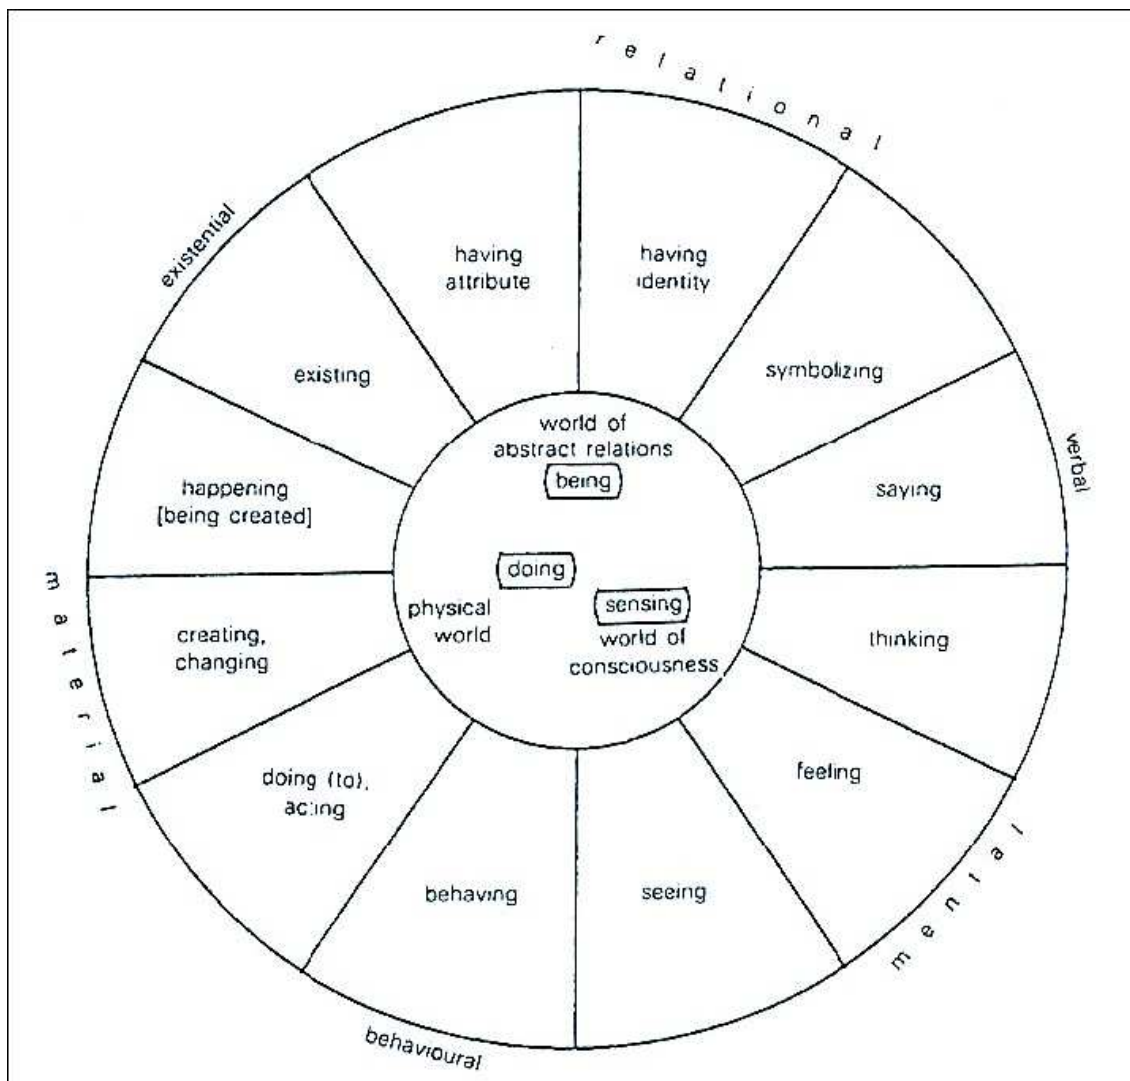 relational
existential
having
attribute
having
identity
existing
symbolizing
world of
abstract relations
being
verbal
happening
[being created]
saying
doing
material
physical
world
sensing
world of
consciousness
creating,
changing
thinking
doing (to),
acting
feeling
mental
behaving
seeing
behavioural